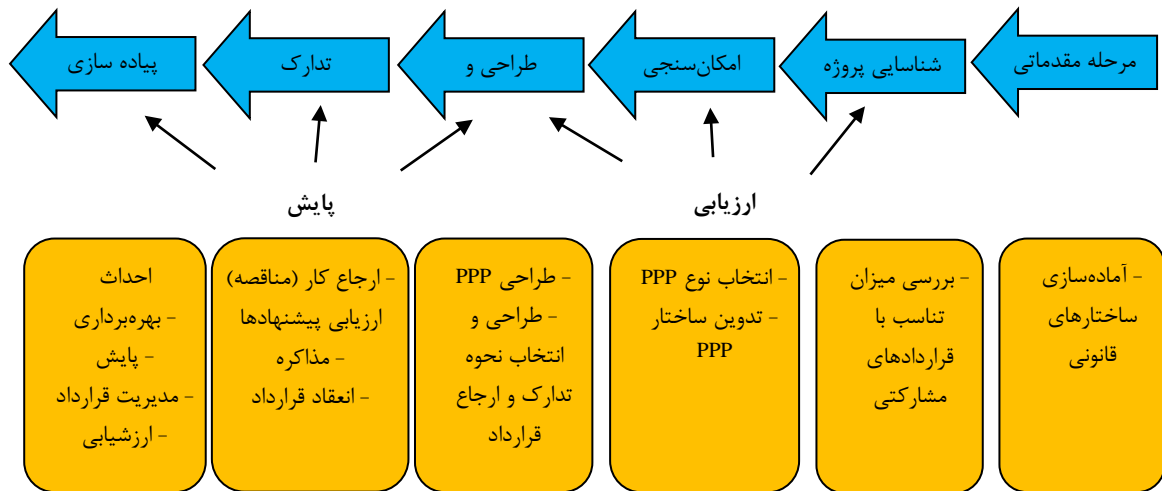 مرحله مقدماتی
شناسایی پروژه
امکان‌سنجی
طراحی و
تدارک
پیاده سازی
ارزیابی
پایش
- آماده‌سازی
ساختارهای
قانونی
- بررسی میزان
تناسب با
قراردادهای
مشارکتی
- انتخاب نوع PPP
- تدوین ساختار
PPP
- طراحی PPP
- طراحی و
انتخاب نحوه
تدارک و ارجاع
قرارداد
- ارجاع کار (مناقصه)
ارزیابی پیشنهادها
- مذاکره
- انعقاد قرارداد
احداث
- بهره‌برداری
- پایش
- مدیریت قرارداد
- ارزشیابی